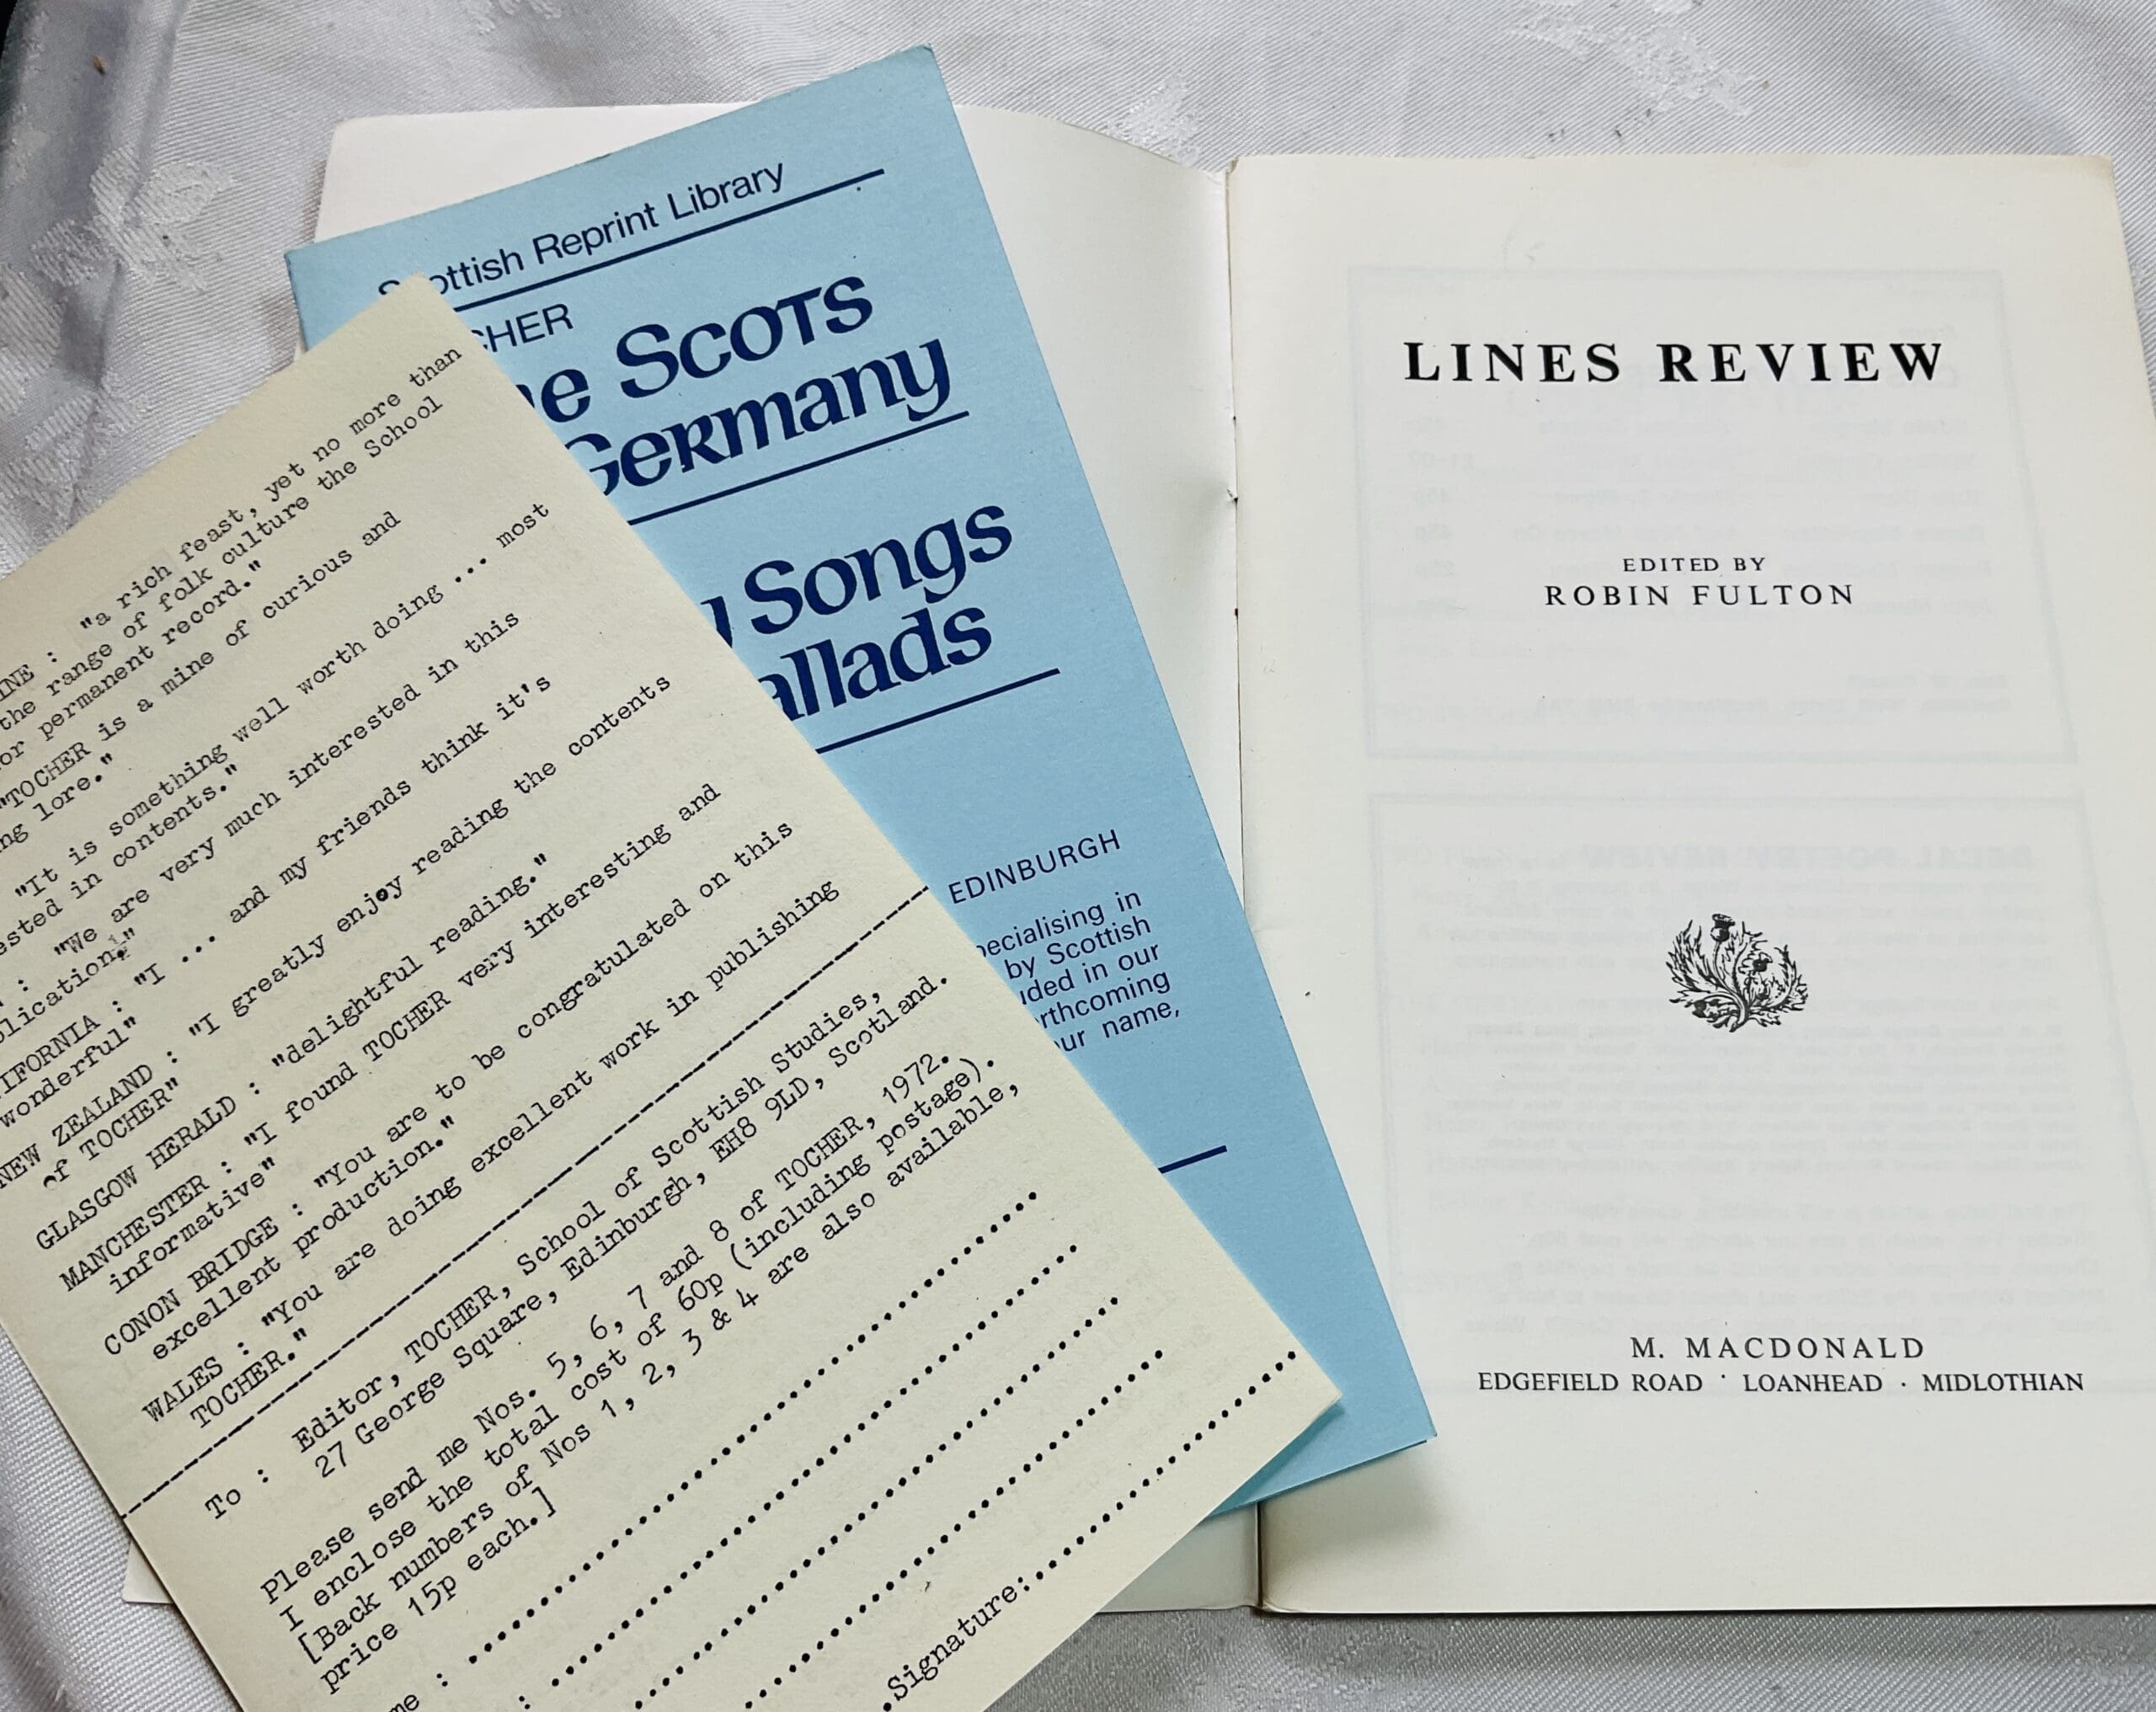 Scottish Reprint Library
CHER
e SCOTS
Germany
Songs
allads
EDINBURGH
pecialising in
by Scottish
uded in our
rthcoming
ur name,
INE : "a rich feast, yet no more than
the range of folk culture the School
or permanent record."
"TOCHER is a mine of curious and
ng lore."
"It is something well worth doing ... most
ested in contents."
: "We are very much interested in this
lication."
IFORNIA : "I ... and my friends think it's
wonderful"
NEW ZEALAND : "I greatly enjoy reading the contents
of TOCHER"
GLASGOW HERALD : "delightful reading."
MANCHESTER : "I found TOCHER very interesting and
informative"
CONON BRIDGE : "You are to be congratulated on this
excellent production."
WALES : "You are doing excellent work in publishing
TOCHER."
To : Editor, TOCHER, School of Scottish Studies,
27 George Square, Edinburgh, EH8 9LD, Scotland.
Please send me Nos. 5, 6, 7 and 8 of TOCHER, 1972.
I enclose the total cost of 60p (including postage).
[Back numbers of Nos 1, 2, 3 & 4 are also available,
price 15p each.]
me :
Signature:
LINES REVIEW
EDITED BY
ROBIN FULTON
M. MACDONALD
EDGEFIELD ROAD · LOANHEAD · MIDLOTHIAN